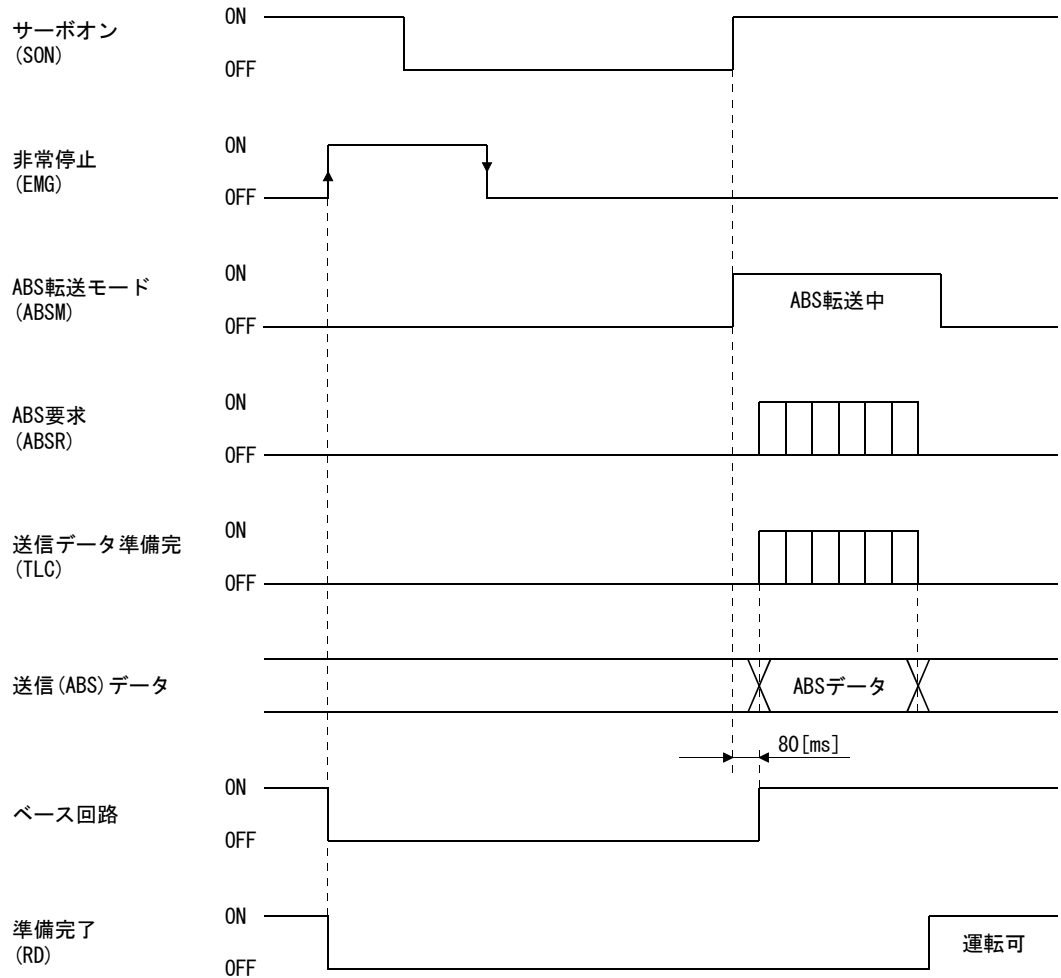 サーボオン
(SON)
ON
OFF
非常停止
(EMG)
ON
OFF
ABS転送モード
(ABSM)
ON
OFF
ABS転送中
ABS要求
(ABSR)
ON
OFF
送信データ準備完
(TLC)
ON
OFF
送信(ABS)データ
ABSデータ
80[ms]
ベース回路
ON
OFF
準備完了
(RD)
ON
OFF
運転可